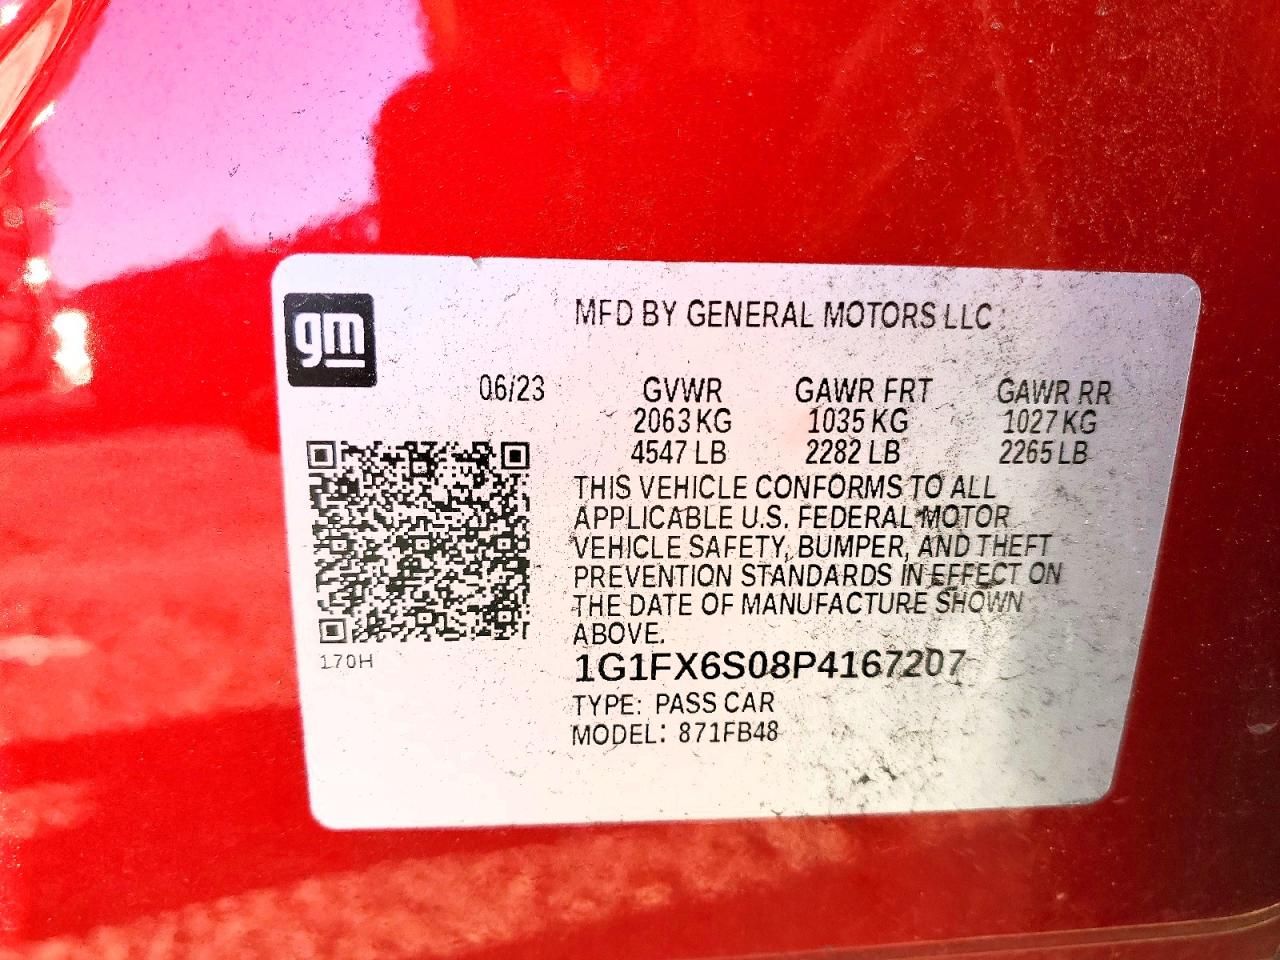 gm
MFD BY GENERAL MOTORS LLC
06/23 GVWR GAWR FRT GAWR RR
2063 KG 1035 KG 1027 KG
4547 LB 2282 LB 2265 LB
THIS VEHICLE CONFORMS TO ALL
APPLICABLE U.S. FEDERAL MOTOR
VEHICLE SAFETY, BUMPER, AND THEFT
PREVENTION STANDARDS IN EFFECT ON
THE DATE OF MANUFACTURE SHOWN
ABOVE.
170H
1G1FX6S08P4167207
TYPE: PASS CAR
MODEL: 871FB48